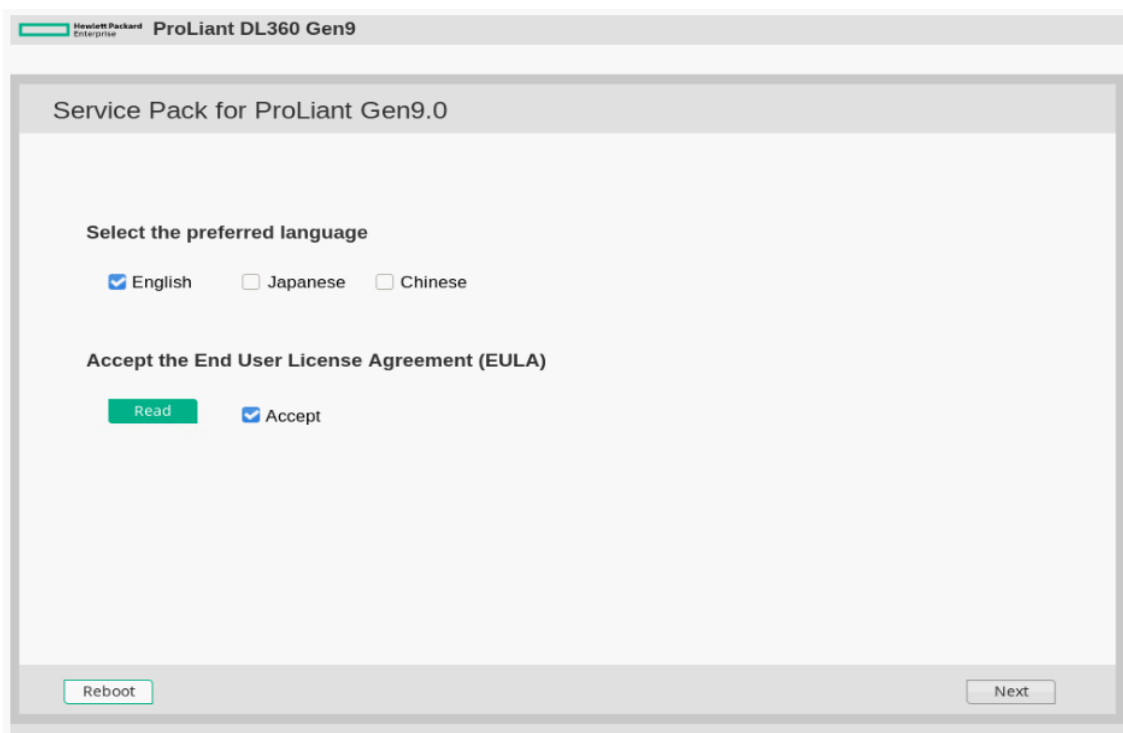 Hewlett Packard
Enterprise
ProLiant DL360 Gen9
Service Pack for ProLiant Gen9.0
Select the preferred language
English Japanese Chinese
Accept the End User License Agreement (EULA)
Read Accept
Reboot Next